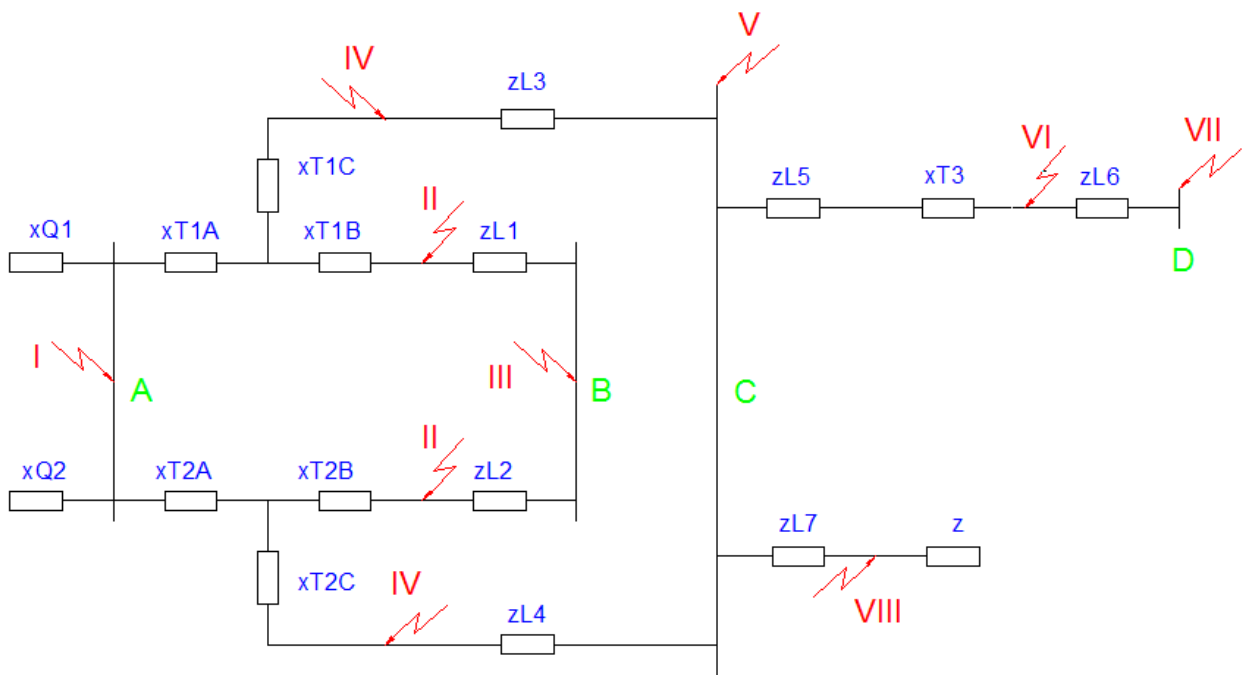 V
IV
zL3
VI
VII
xT1C
zL5
xT3
zL6
II
xQ1
xT1A
xT1B
zL1
D
I
A
III
B
C
II
xQ2
xT2A
xT2B
zL2
zL7
z
xT2C
IV
zL4
VIII